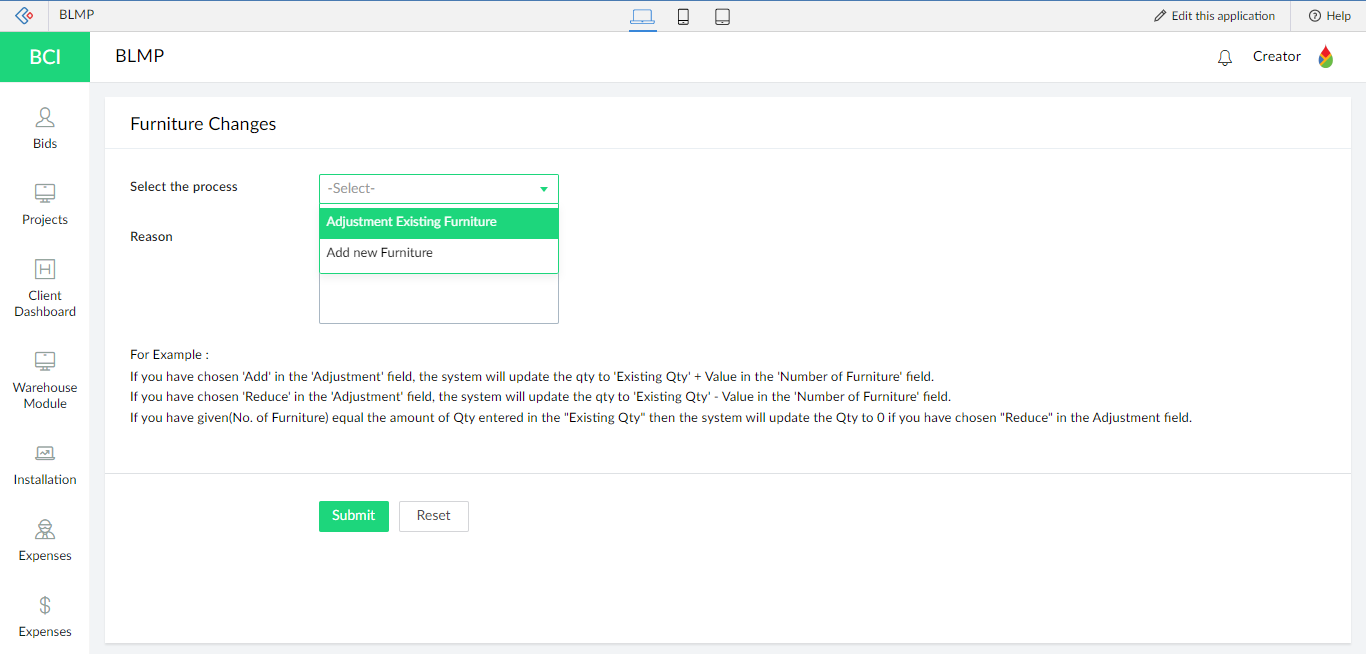 BLMP
Edit this application
Help
BCI
BLMP
Creator
Bids
Projects
Client
Dashboard
Warehouse
Module
Installation
Expenses
Expenses
Furniture Changes
Select the process
-Select-
Adjustment Existing Furniture
Add new Furniture
Reason
For Example :
If you have chosen 'Add' in the 'Adjustment' field, the system will update the qty to 'Existing Qty' + Value in the 'Number of Furniture' field.
If you have chosen 'Reduce' in the 'Adjustment' field, the system will update the qty to 'Existing Qty' - Value in the 'Number of Furniture' field.
If you have given(No. of Furniture) equal the amount of Qty entered in the "Existing Qty" then the system will update the Qty to 0 if you have chosen "Reduce" in the Adjustment field.
Submit
Reset